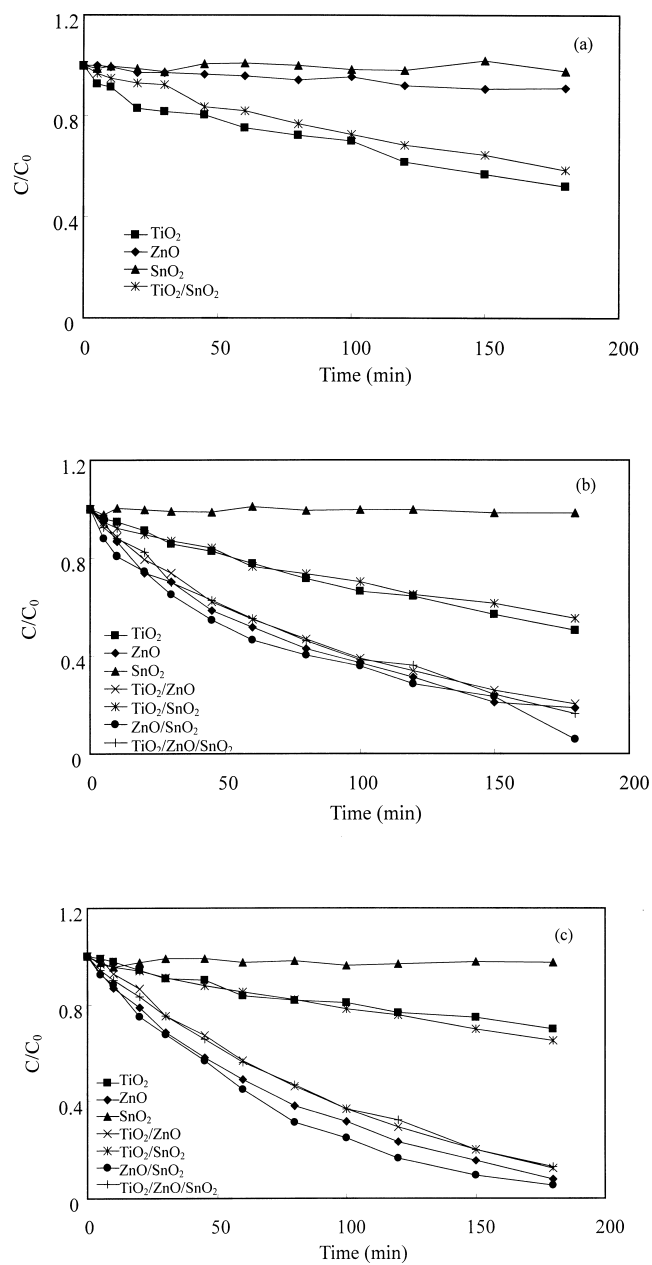 1.2
(a)
0.8
C/C₀
0.4
TiO₂
ZnO
SnO₂
TiO₂/SnO₂
0
0 50 100 150 200
Time (min)
1.2
(b)
0.8
C/C₀
TiO₂
ZnO
0.4
SnO₂
TiO₂/ZnO
TiO₂/SnO₂
ZnO/SnO₂
TiO₂/ZnO/SnO₂
0
0 50 100 150 200
Time (min)
1.2
(c)
0.8
C/C₀
TiO₂
ZnO
0.4
SnO₂
TiO₂/ZnO
TiO₂/SnO₂
ZnO/SnO₂
TiO₂/ZnO/SnO₂
0
0 50 100 150 200
Time (min)